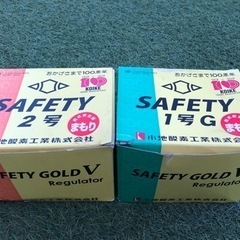 おかげさまで100周年
100
KOIKE
SAFETY
2号
まもり
小池酸素工業株式会社
SAFETY GOLD V
Regulator
おかげさまで100周年
100
KOIKE
SAFETY
1号G
まもり
小池酸素工業株式会社
SAFETY GOLD V
Regulator